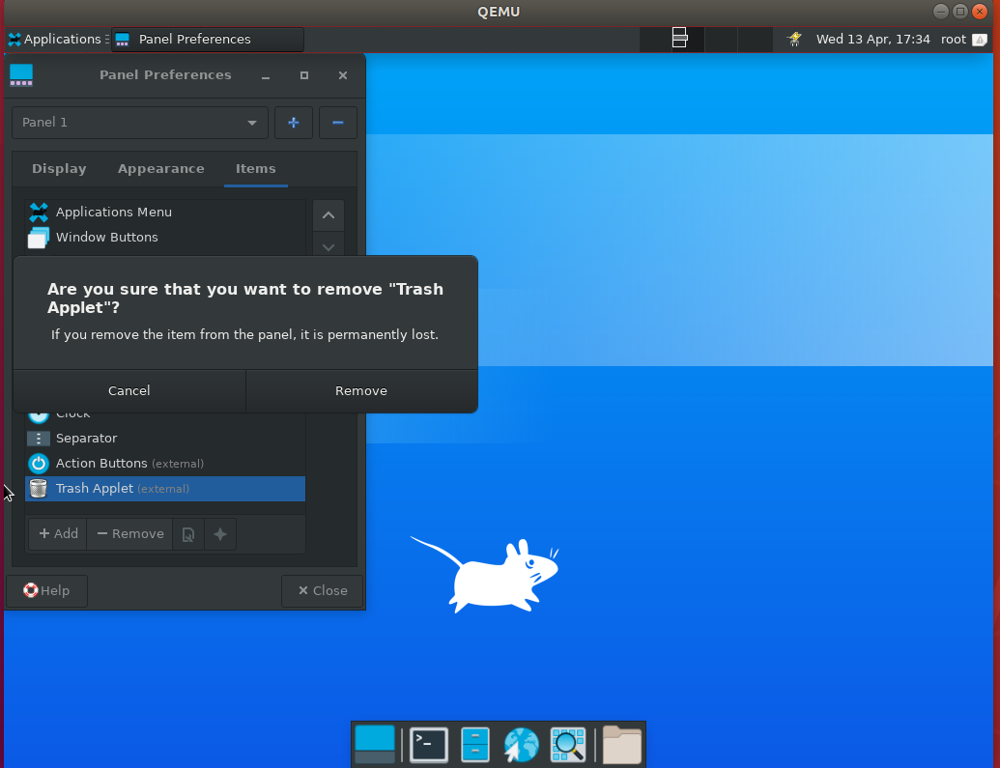 QEMU
Applications
Panel Preferences
Wed 13 Apr, 17:34
root
Panel Preferences
Panel 1
Display
Appearance
Items
Applications Menu
Window Buttons
Are you sure that you want to remove "Trash
Applet"?
If you remove the item from the panel, it is permanently lost.
Cancel
Remove
Clock
Separator
Action Buttons (external)
Trash Applet (external)
Add
Remove
Help
Close